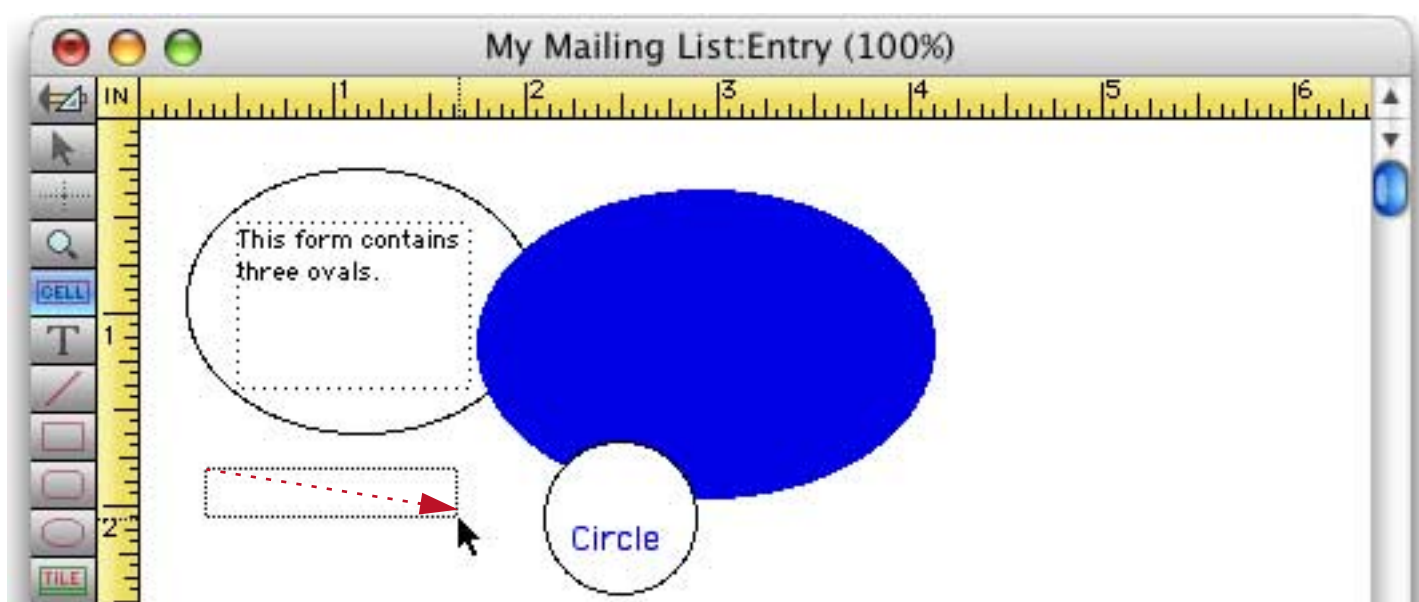 My Mailing List:Entry (100%)
IN 1 2 3 4 5 6
This form contains
three ovals.
CELL
T
1
2
Circle
TILE